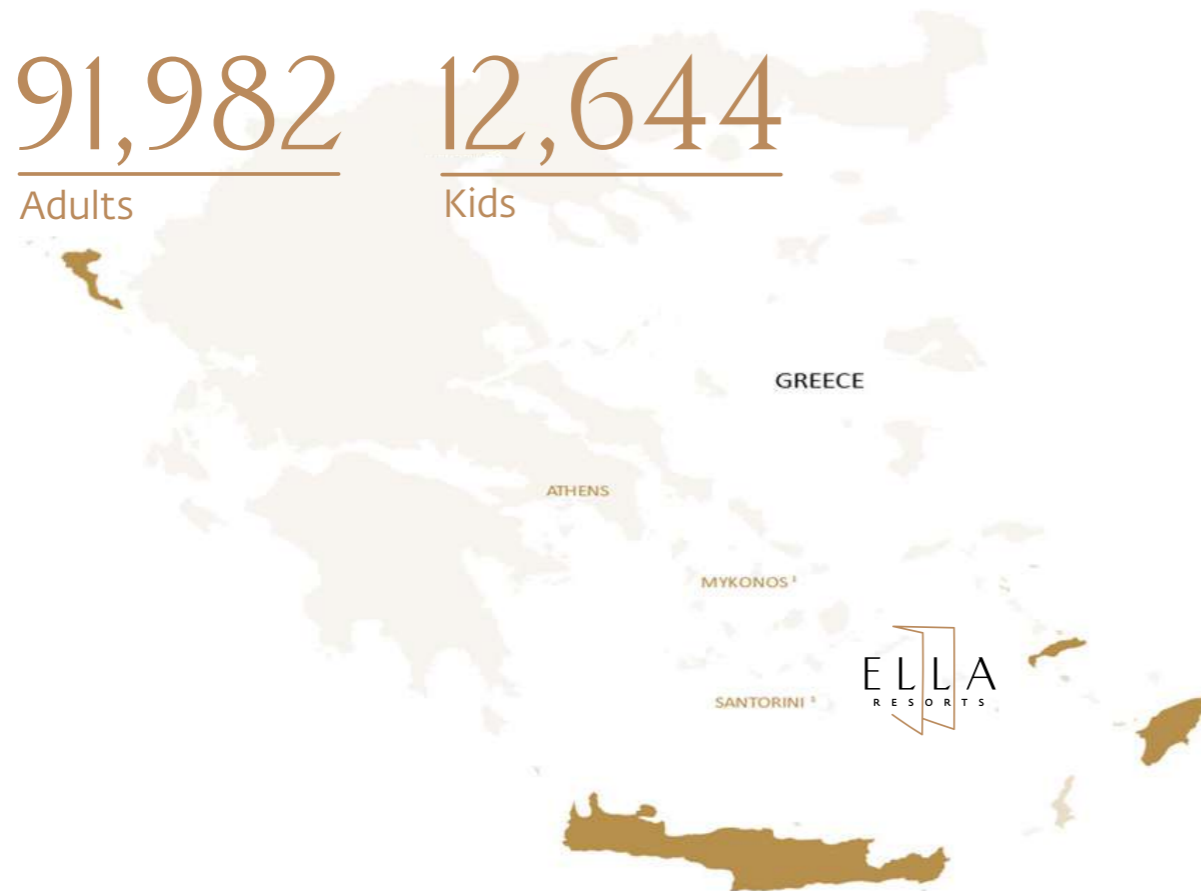 91,982 12,644
Adults Kids
GREECE
ATHENS
MYKONOS ¹
ELLA
RESORTS
SANTORINI ¹